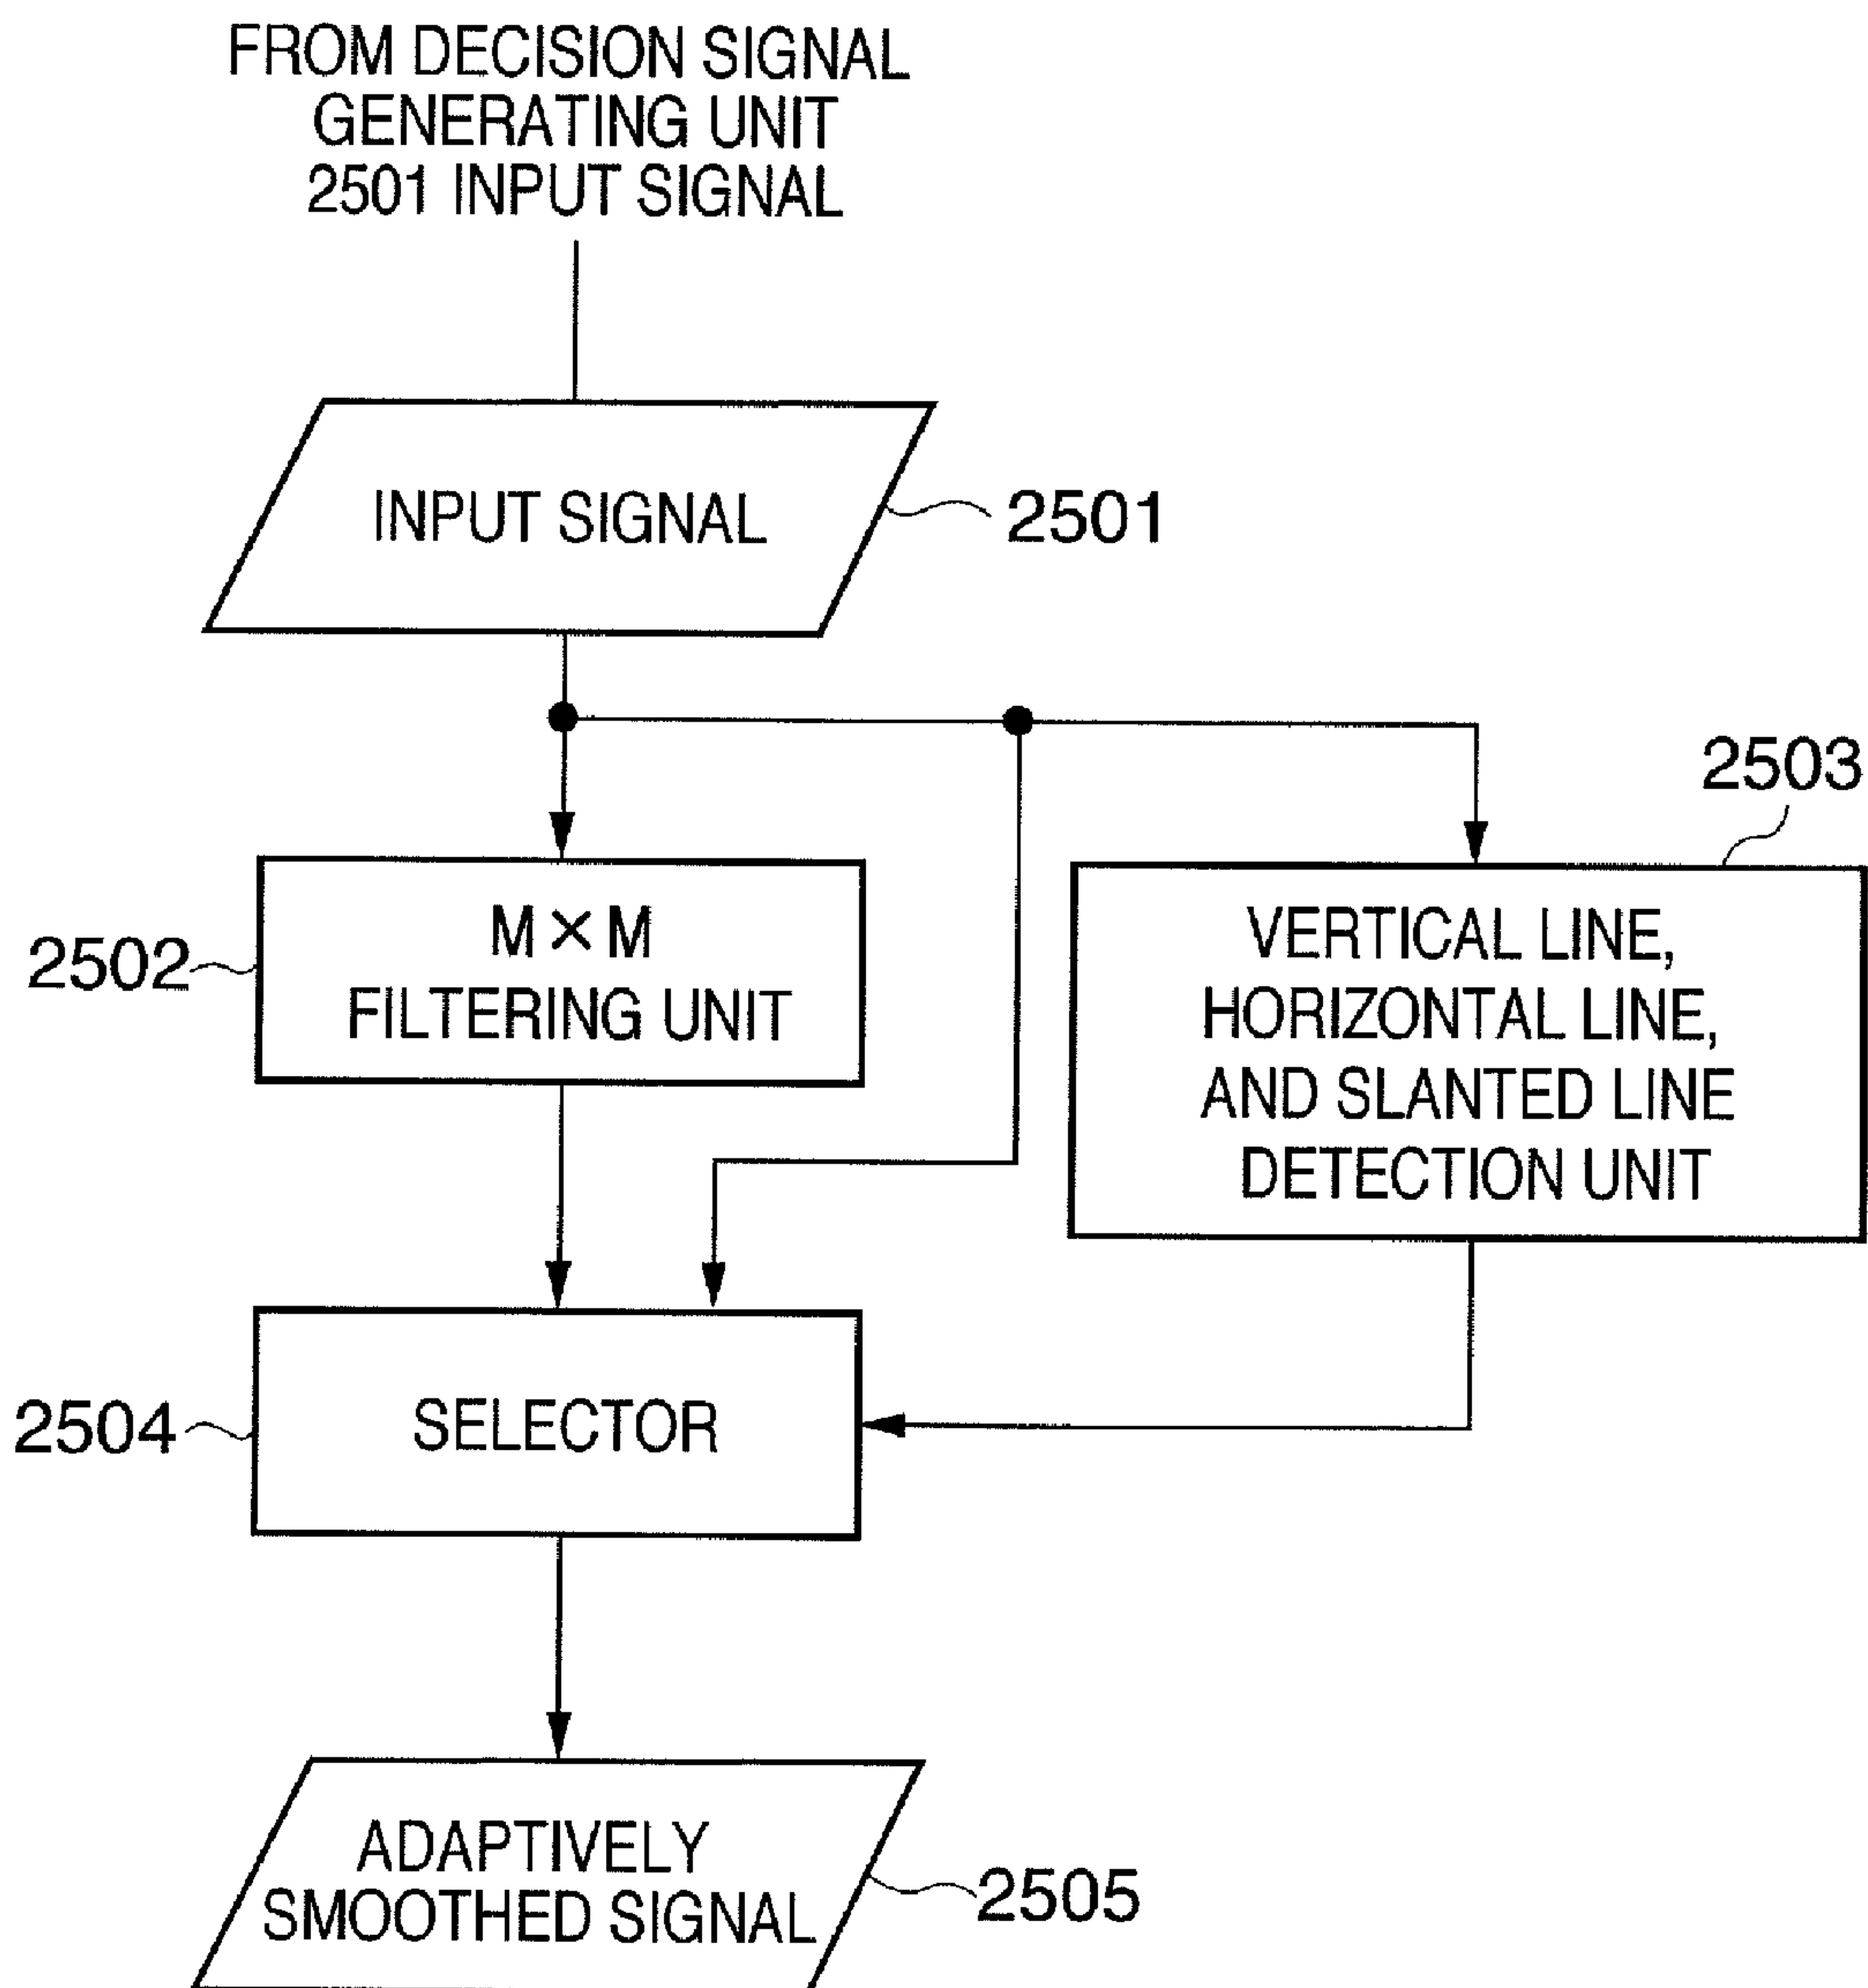 FROM DECISION SIGNAL
GENERATING UNIT
2501 INPUT SIGNAL
INPUT SIGNAL
2501
2503
M×M
FILTERING UNIT
2502
VERTICAL LINE,
HORIZONTAL LINE,
AND SLANTED LINE
DETECTION UNIT
SELECTOR
2504
ADAPTIVELY
SMOOTHED SIGNAL
2505